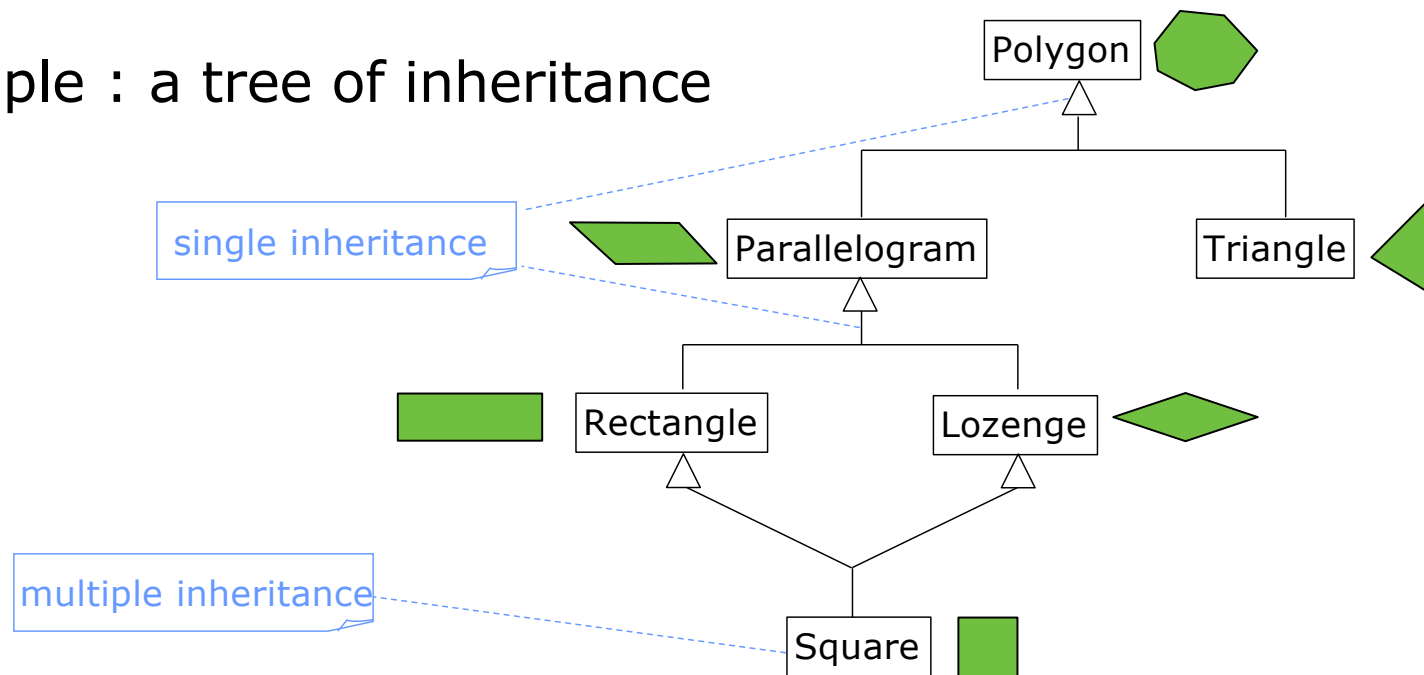 Polygon
ple : a tree of inheritance
single inheritance
Parallelogram
Triangle
Rectangle
Lozenge
multiple inheritance
Square